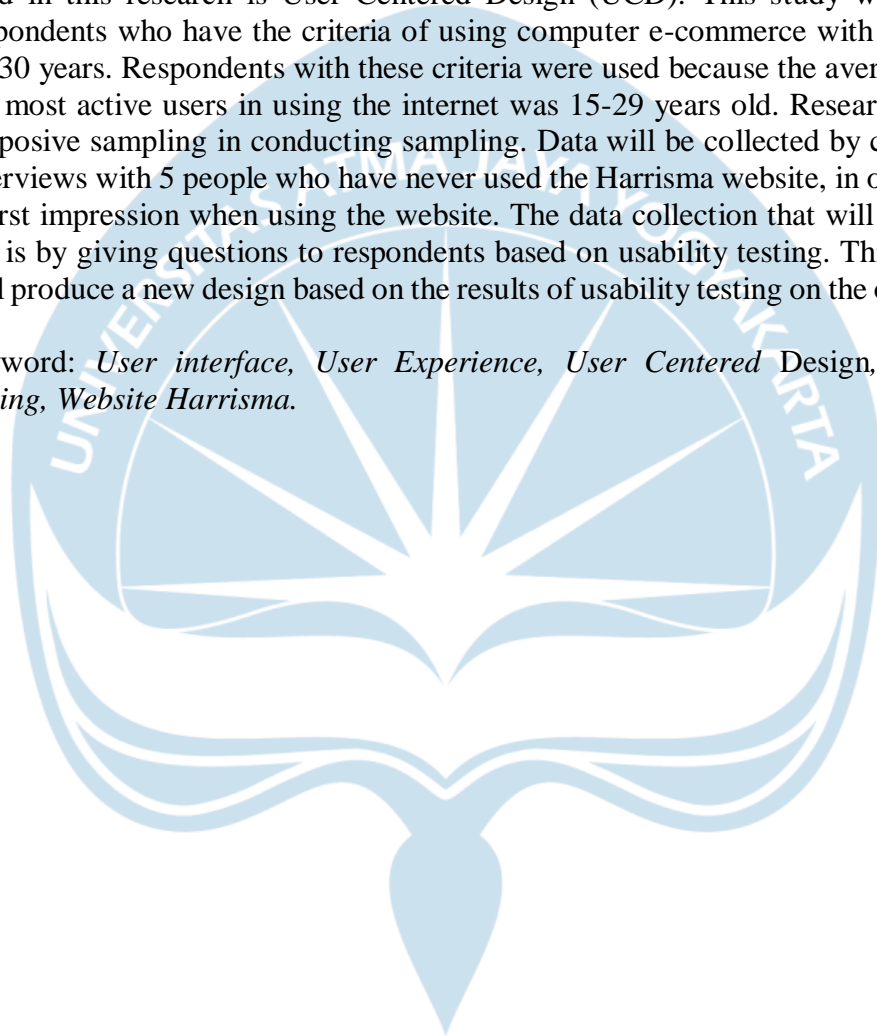 d in this research is User Centered Design (UCD). This study w
pondents who have the criteria of using computer e-commerce with
30 years. Respondents with these criteria were used because the aver
most active users in using the internet was 15-29 years old. Resear
posive sampling in conducting sampling. Data will be collected by c
erviews with 5 people who have never used the Harrisma website, in o
rst impression when using the website. The data collection that will
is by giving questions to respondents based on usability testing. Th
l produce a new design based on the results of usability testing on the
word: User interface, User Experience, User Centered Design,
ing, Website Harrisma.
UNIVERSITAS ATMA JAYA YOGYAKARTA